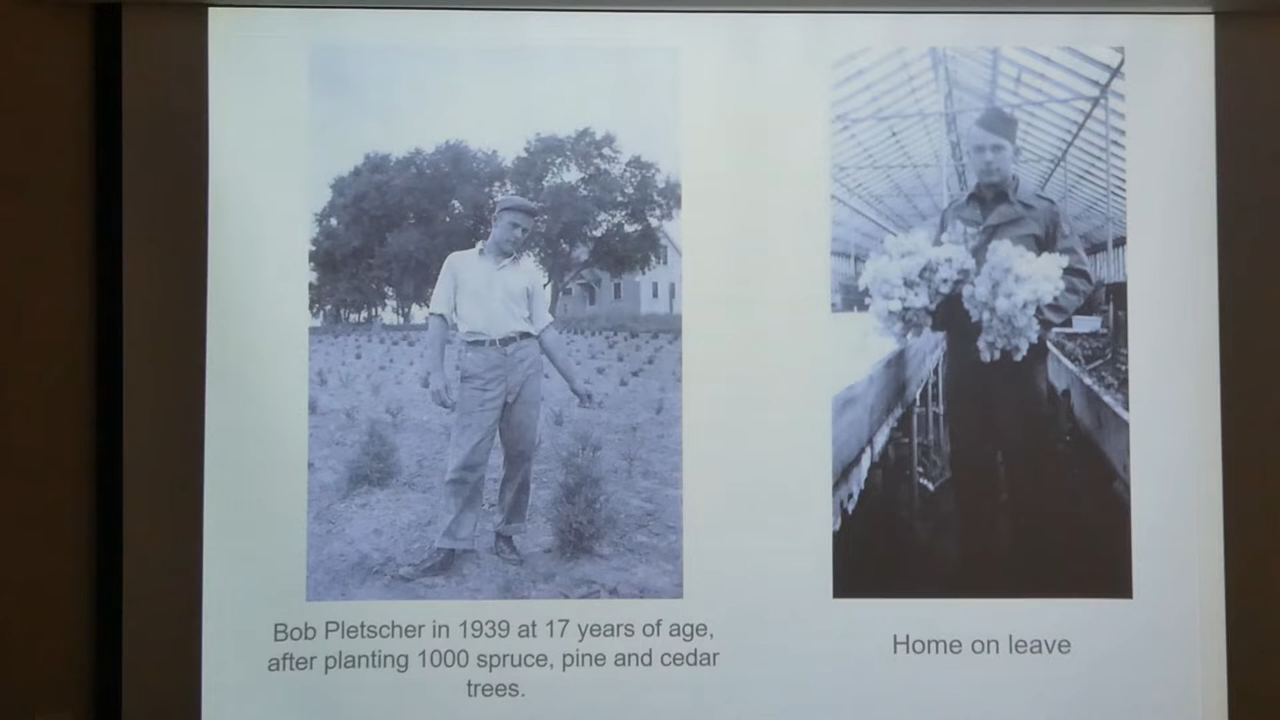 Bob Pletscher in 1939 at 17 years of age,
after planting 1000 spruce, pine and cedar
trees.
Home on leave